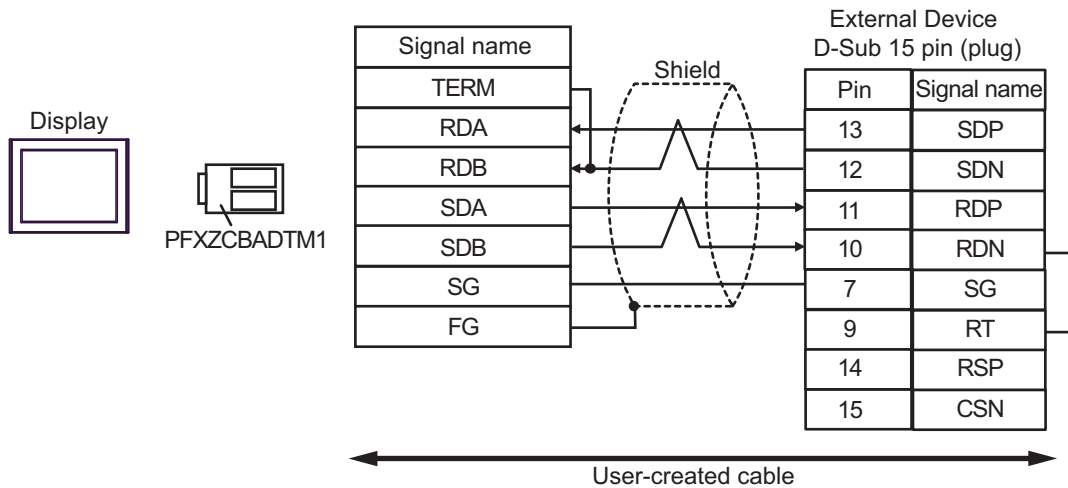 Display
PFXZCBADTM1
Signal name
TERM
RDA
RDB
SDA
SDB
SG
FG
Shield
External Device
D-Sub 15 pin (plug)
Pin Signal name
13 SDP
12 SDN
11 RDP
10 RDN
7 SG
9 RT
14 RSP
15 CSN
User-created cable